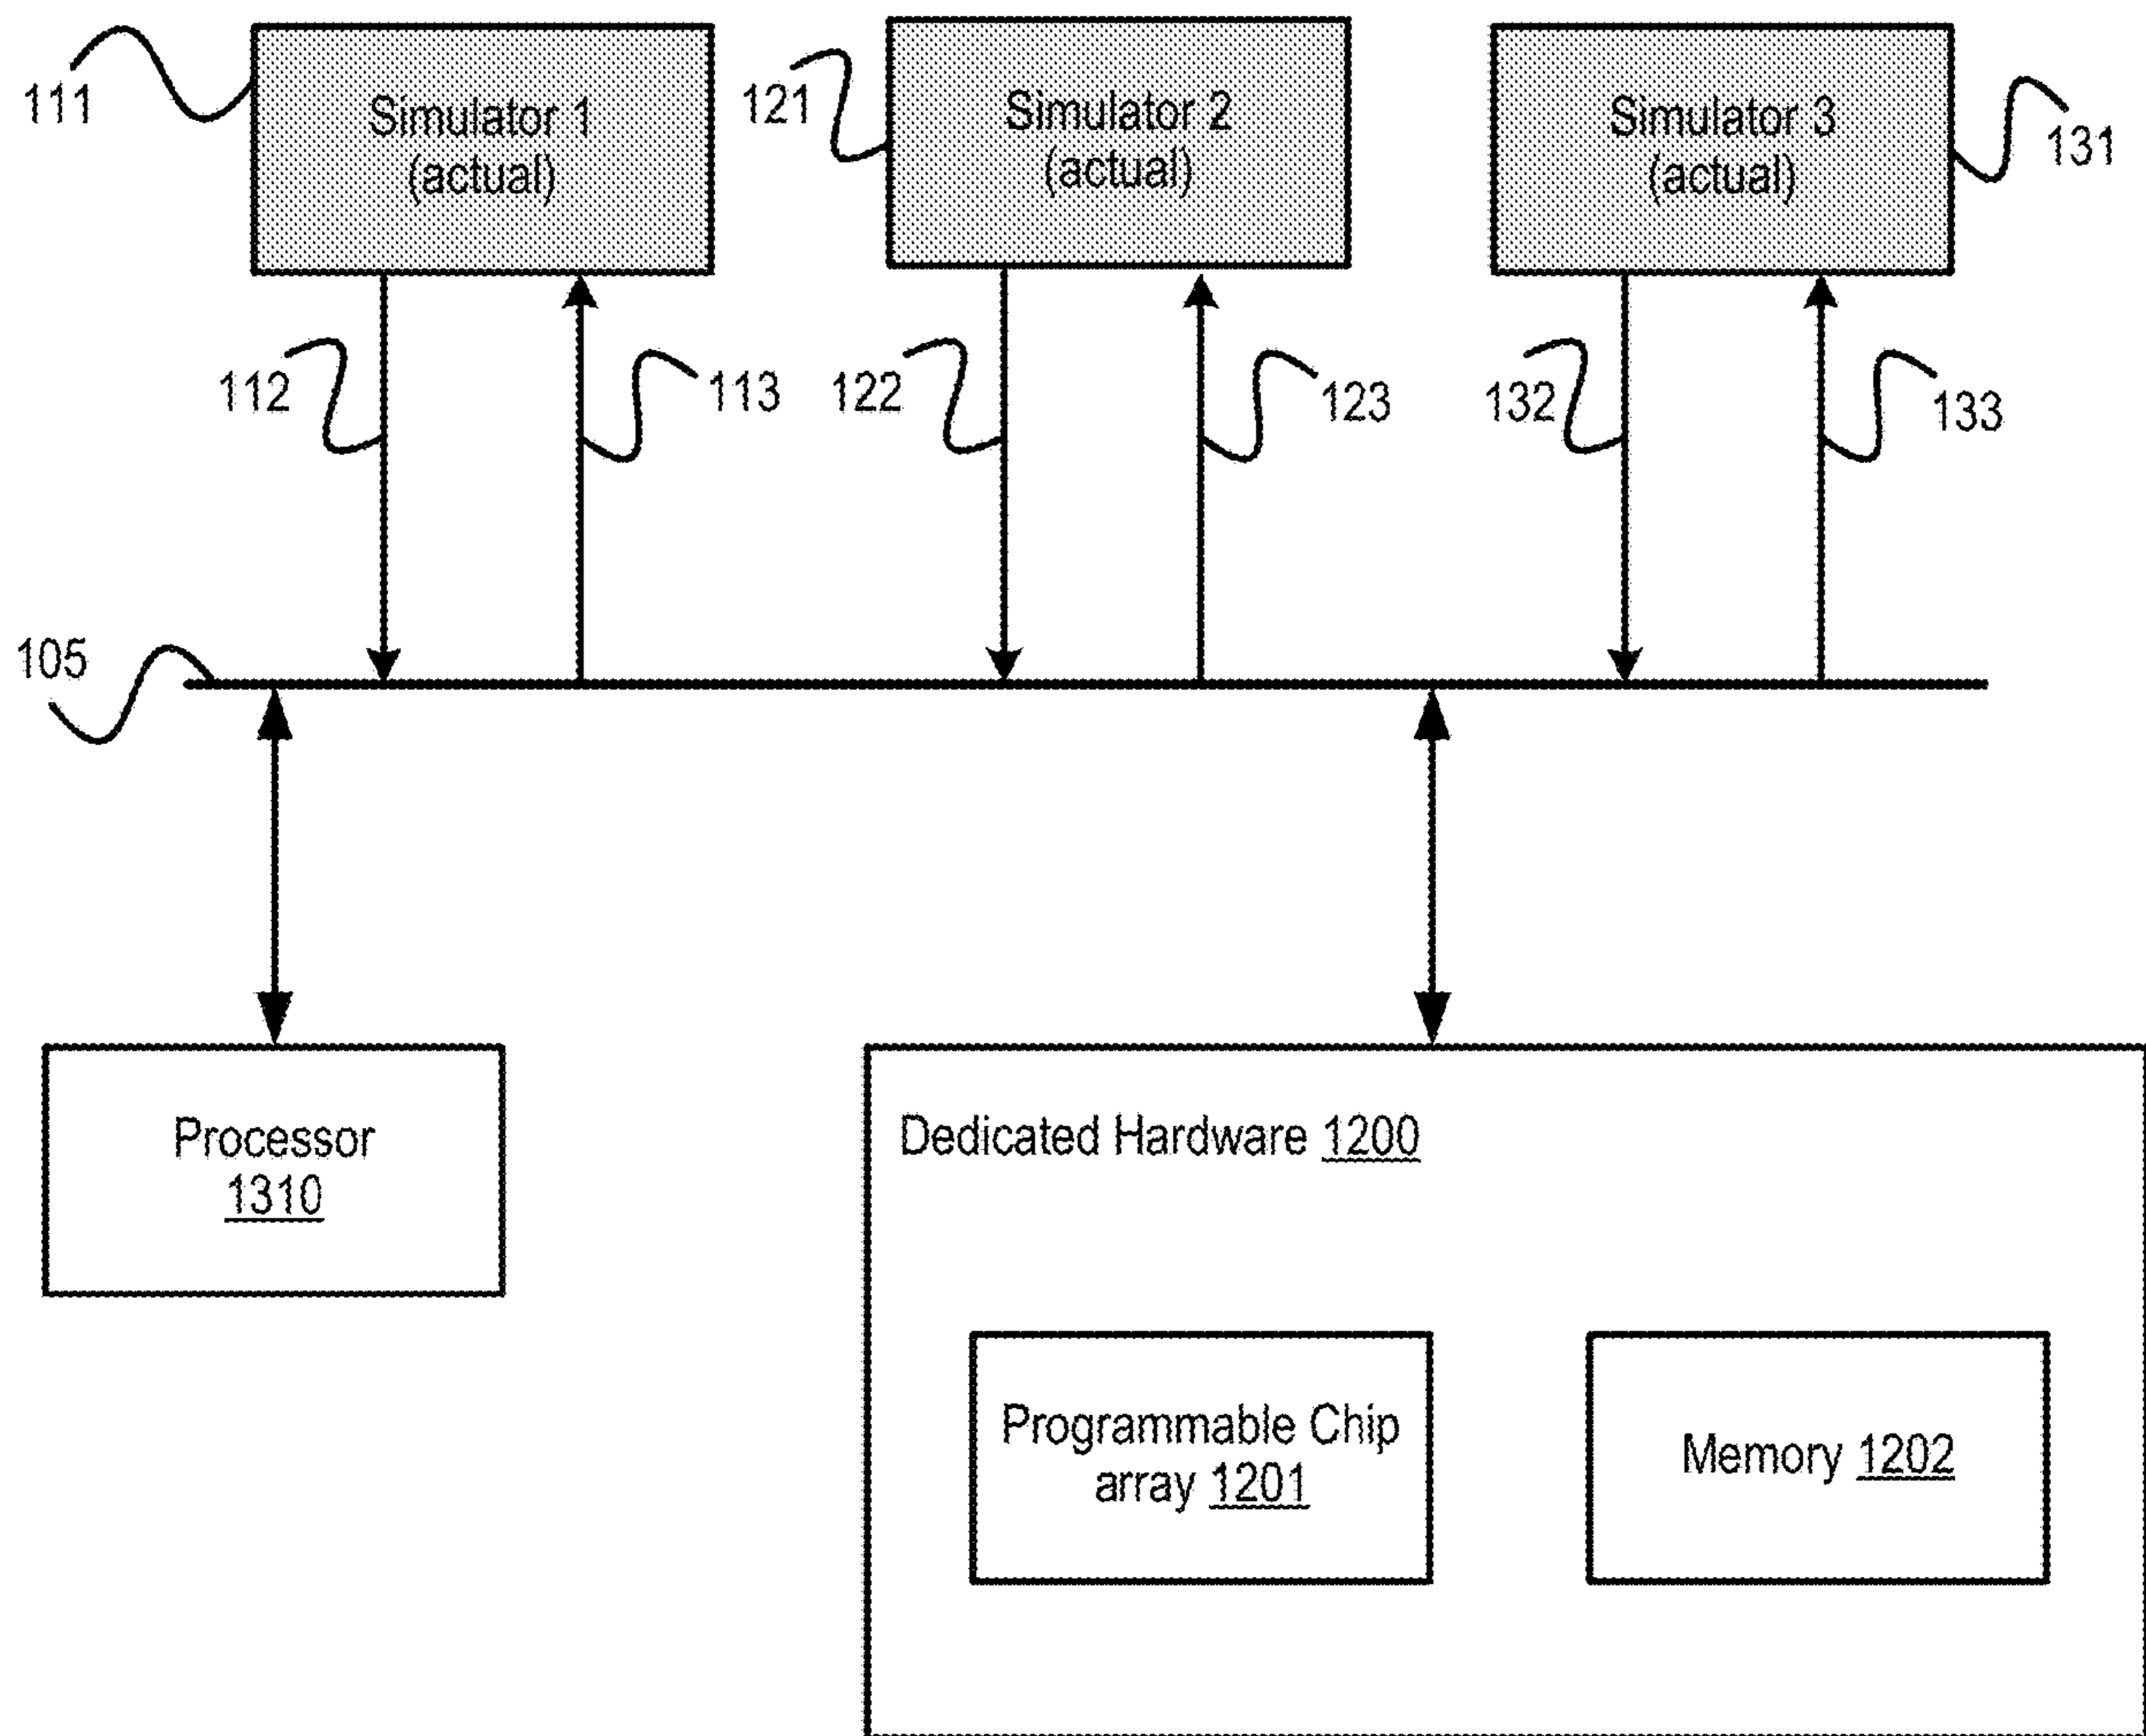 Simulator 1
(actual)
111
Simulator 2
(actual)
121
Simulator 3
(actual)
131
112
113
122
123
132
133
105
Processor
1310
Dedicated Hardware 1200
Programmable Chip
array 1201
Memory 1202